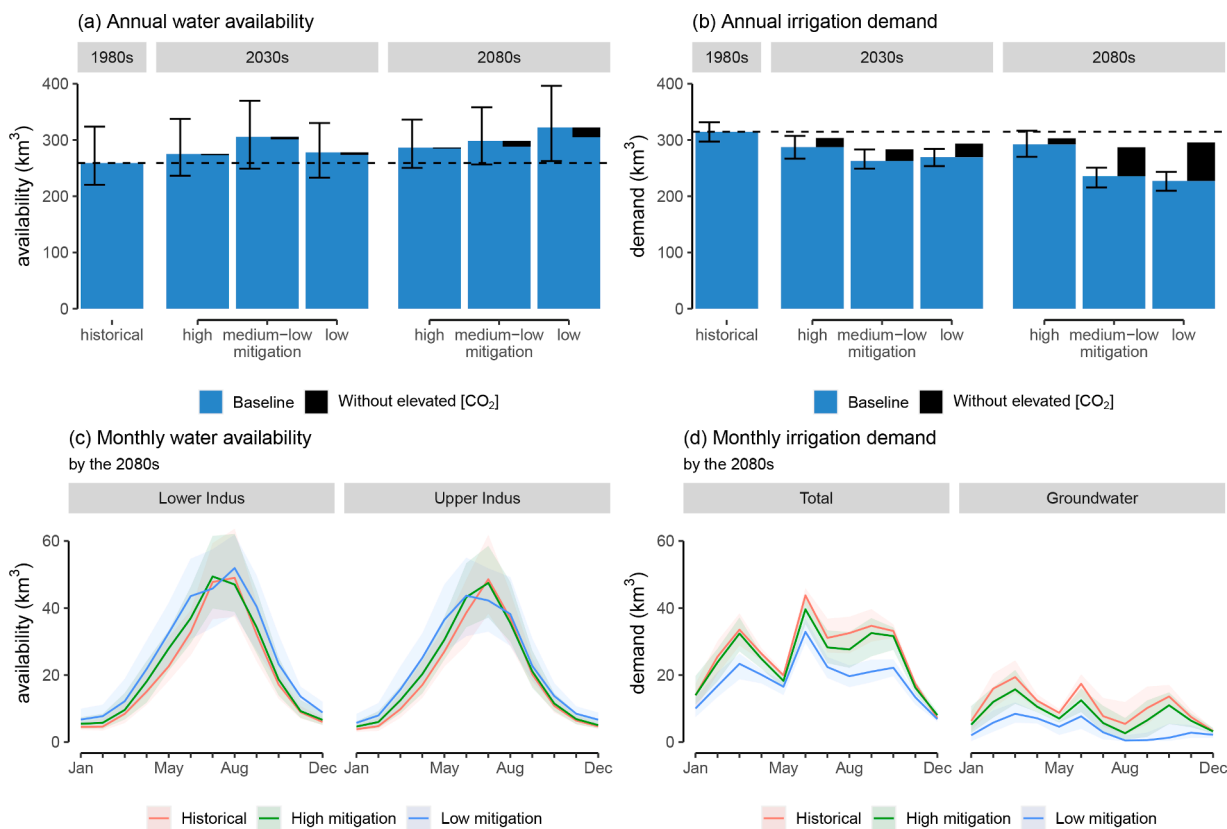 (a) Annual water availability
1980s 2030s 2080s
400
300
200
100
0
availability (km³)
historical high medium−low low high medium−low low
mitigation mitigation
Baseline Without elevated [CO₂]
(b) Annual irrigation demand
1980s 2030s 2080s
400
300
200
100
0
demand (km³)
historical high medium−low low high medium−low low
mitigation mitigation
Baseline Without elevated [CO₂]
(c) Monthly water availability
by the 2080s
Lower Indus Upper Indus
60
40
20
0
availability (km³)
Jan May Aug Dec Jan May Aug Dec
Historical High mitigation Low mitigation
(d) Monthly irrigation demand
by the 2080s
Total Groundwater
60
40
20
0
demand (km³)
Jan May Aug Dec Jan May Aug Dec
Historical High mitigation Low mitigation